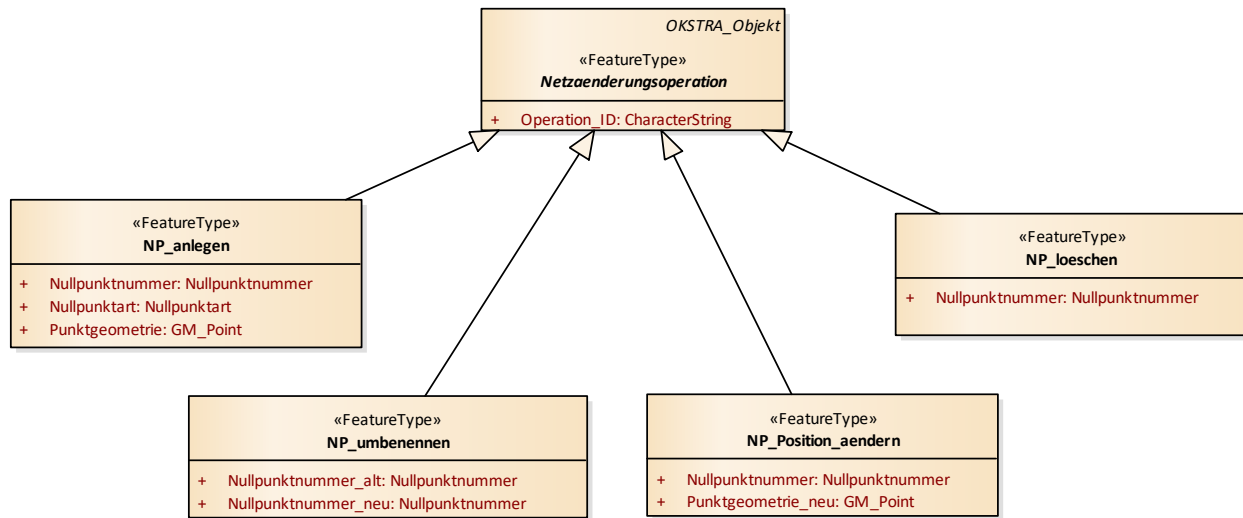 OKSTRA_Objekt
«FeatureType»
Netzaenderungsoperation
+ Operation_ID: CharacterString
«FeatureType»
NP_anlegen
+ Nullpunktnummer: Nullpunktnummer
+ Nullpunktart: Nullpunktart
+ Punktgeometrie: GM_Point
«FeatureType»
NP_loeschen
+ Nullpunktnummer: Nullpunktnummer
«FeatureType»
NP_umbenennen
+ Nullpunktnummer_alt: Nullpunktnummer
+ Nullpunktnummer_neu: Nullpunktnummer
«FeatureType»
NP_Position_aendern
+ Nullpunktnummer: Nullpunktnummer
+ Punktgeometrie_neu: GM_Point